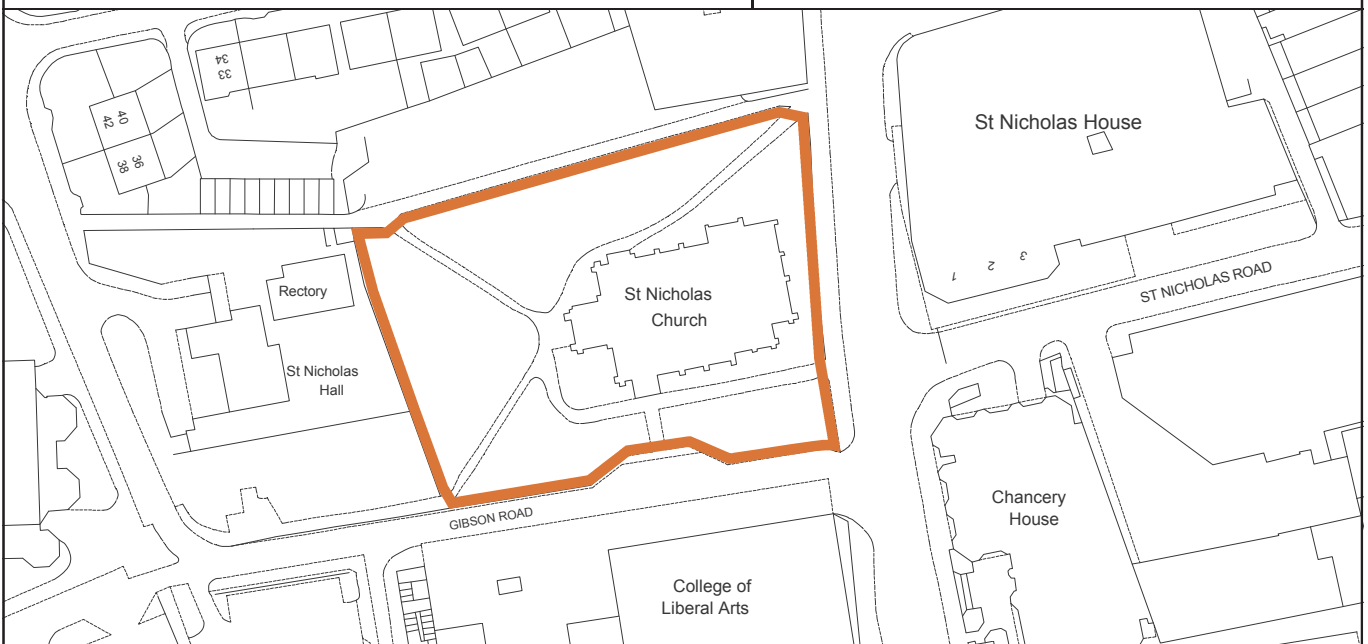 34
33
40
42
36
38
St Nicholas House
1 2 3
ST NICHOLAS ROAD
Rectory
St Nicholas
Church
St Nicholas
Hall
GIBSON ROAD
Chancery
House
College of
Liberal Arts